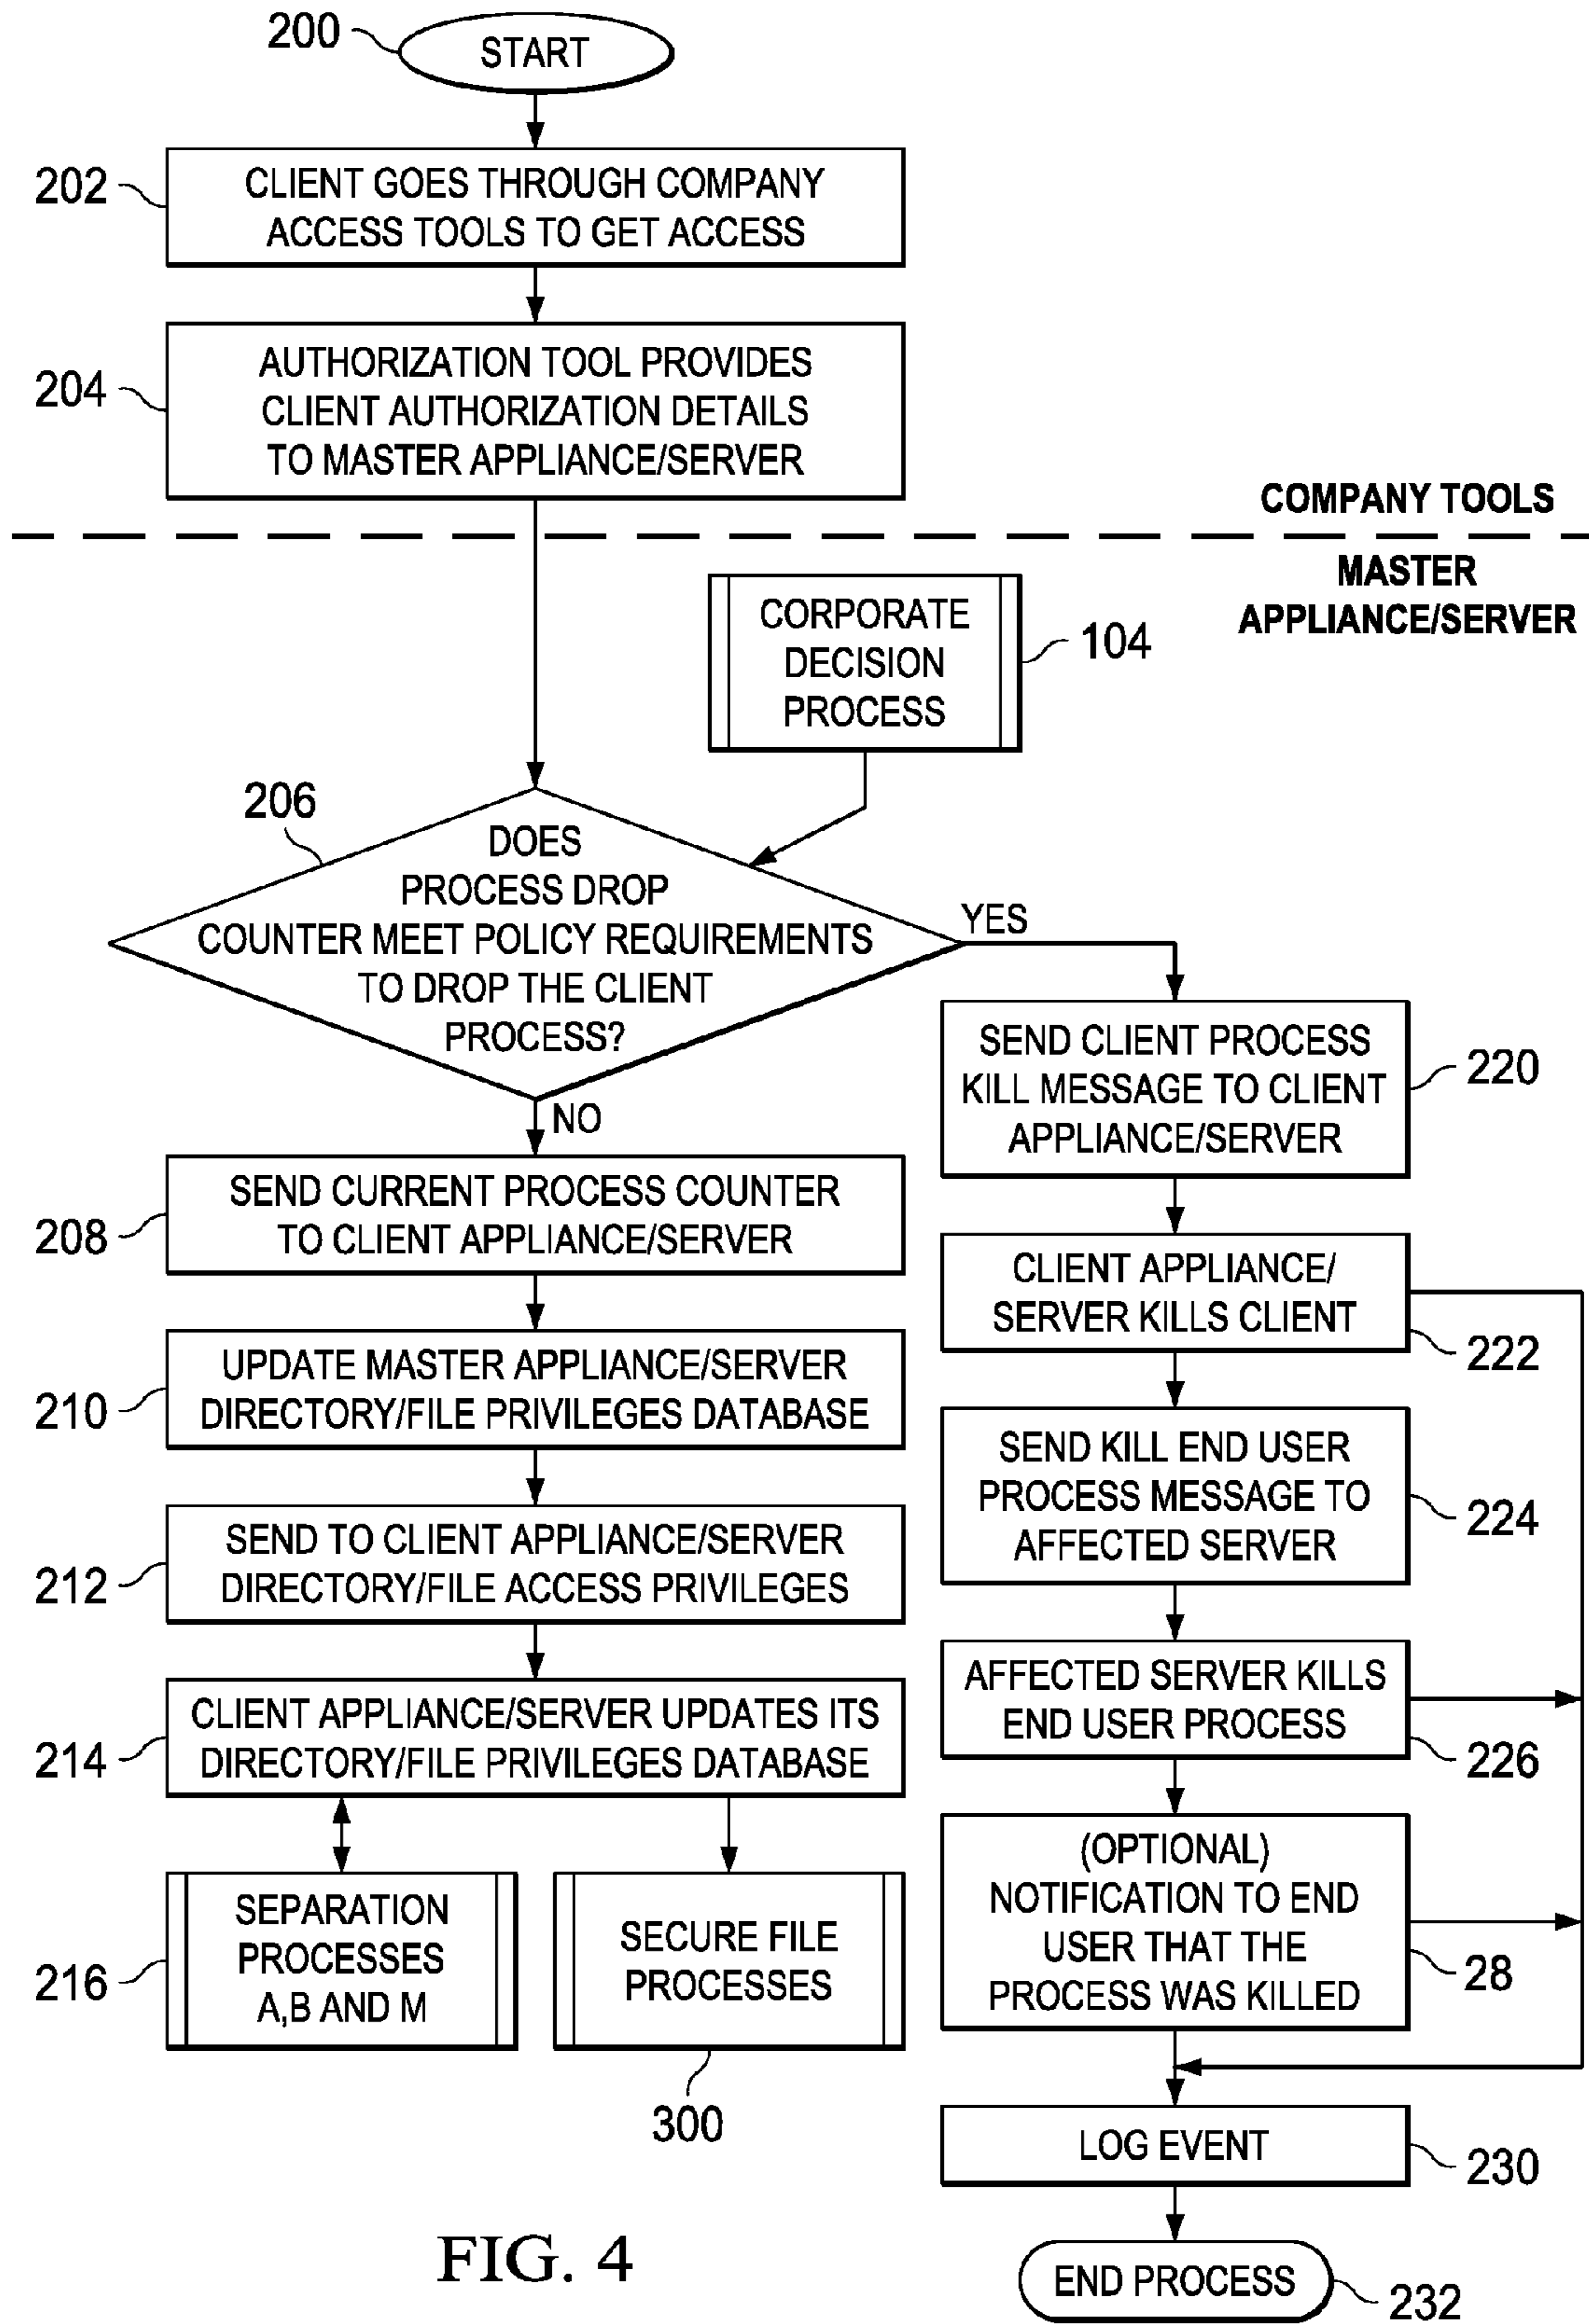 200
START
202
CLIENT GOES THROUGH COMPANY
ACCESS TOOLS TO GET ACCESS
204
AUTHORIZATION TOOL PROVIDES
CLIENT AUTHORIZATION DETAILS
TO MASTER APPLIANCE/SERVER
COMPANY TOOLS
MASTER
APPLIANCE/SERVER
CORPORATE
DECISION
PROCESS
104
206
DOES
PROCESS DROP
COUNTER MEET POLICY REQUIREMENTS
TO DROP THE CLIENT
PROCESS?
YES
NO
208
SEND CURRENT PROCESS COUNTER
TO CLIENT APPLIANCE/SERVER
210
UPDATE MASTER APPLIANCE/SERVER
DIRECTORY/FILE PRIVILEGES DATABASE
212
SEND TO CLIENT APPLIANCE/SERVER
DIRECTORY/FILE ACCESS PRIVILEGES
214
CLIENT APPLIANCE/SERVER UPDATES ITS
DIRECTORY/FILE PRIVILEGES DATABASE
216
SEPARATION
PROCESSES
A,B AND M
SECURE FILE
PROCESSES
300
SEND CLIENT PROCESS
KILL MESSAGE TO CLIENT
APPLIANCE/SERVER
220
CLIENT APPLIANCE/
SERVER KILLS CLIENT
222
SEND KILL END USER
PROCESS MESSAGE TO
AFFECTED SERVER
224
AFFECTED SERVER KILLS
END USER PROCESS
226
(OPTIONAL)
NOTIFICATION TO END
USER THAT THE
PROCESS WAS KILLED
28
LOG EVENT
230
END PROCESS
232
FIG. 4